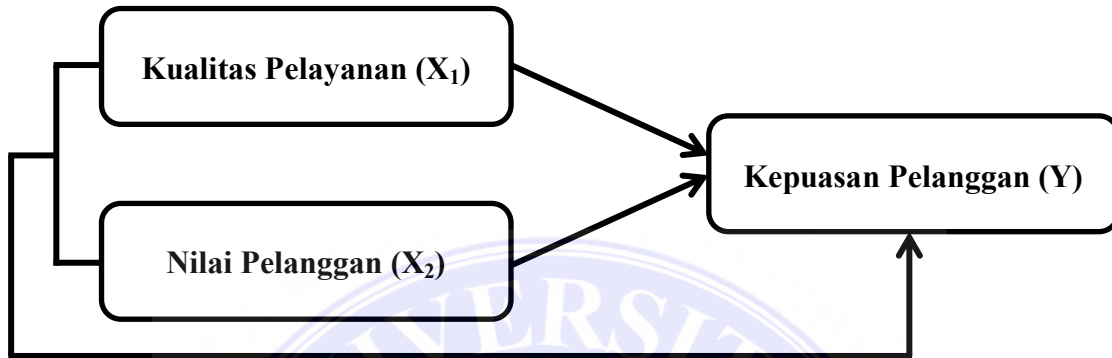 Kualitas Pelayanan (X₁)
Kepuasan Pelanggan (Y)
Nilai Pelanggan (X₂)